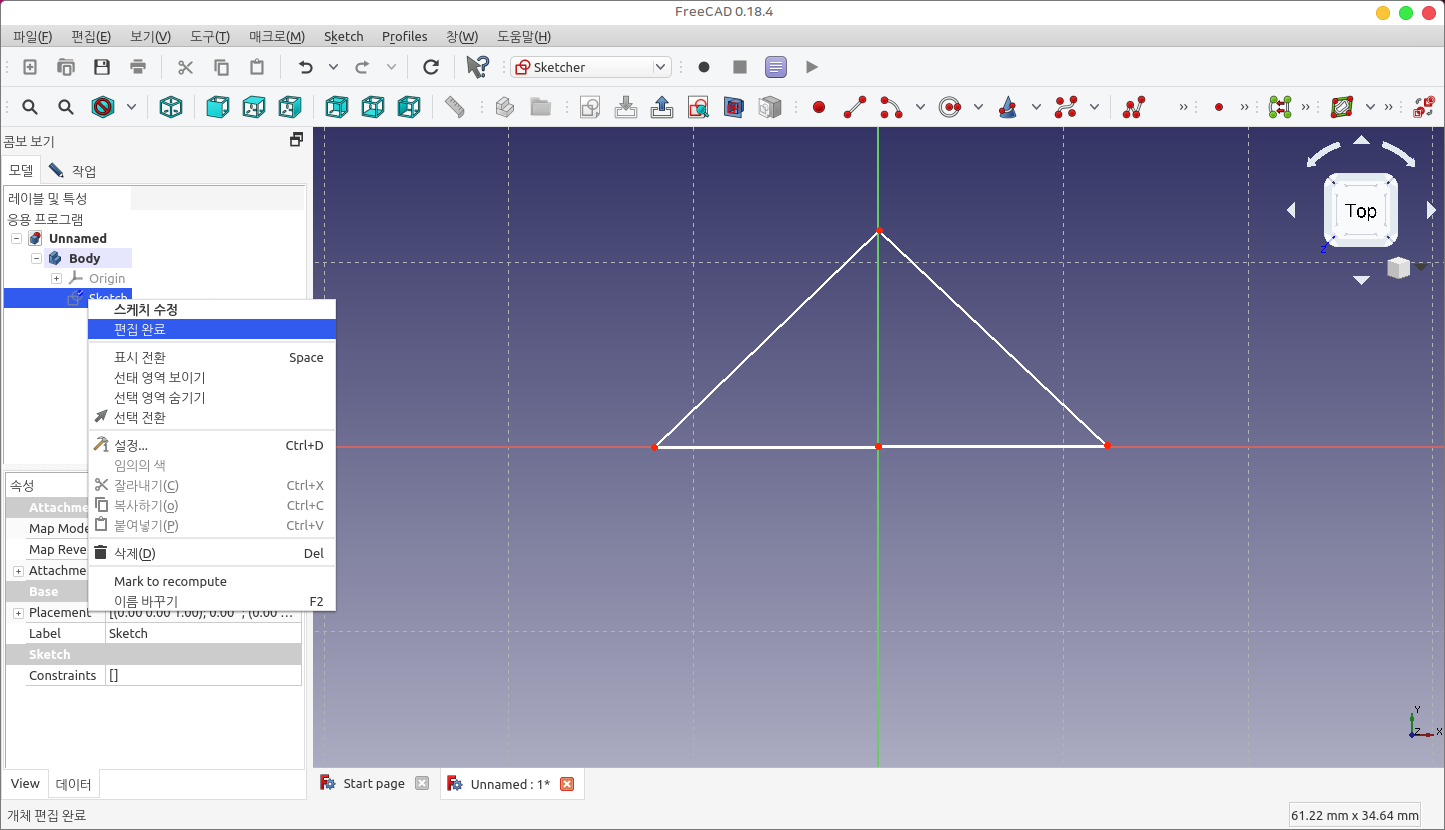 FreeCAD 0.18.4
파일(F) 편집(E) 보기(V) 도구(T) 매크로(M) Sketch Profiles 창(W) 도움말(H)
Sketcher
콤보 보기
모델 작업
레이블 및 특성
응용 프로그램
Unnamed
Body
Origin
Sketch
스케치 수정
편집 완료
표시 전환 Space
선태 영역 보이기
선택 영역 숨기기
선택 전환
설정... Ctrl+D
임의의 색
잘라내기(C) Ctrl+X
복사하기(o) Ctrl+C
붙여넣기(P) Ctrl+V
삭제(D) Del
Mark to recompute
이름 바꾸기 F2
속성
Attachme
Map Mode
Map Reve
Attachme
Base
Placement [(0.00 0.00 1.00); 0.00 °; (0.00 ...
Label Sketch
Sketch
Constraints []
View 데이터
Top
Z
Y
Z X
Start page Unnamed : 1*
개체 편집 완료
61.22 mm x 34.64 mm